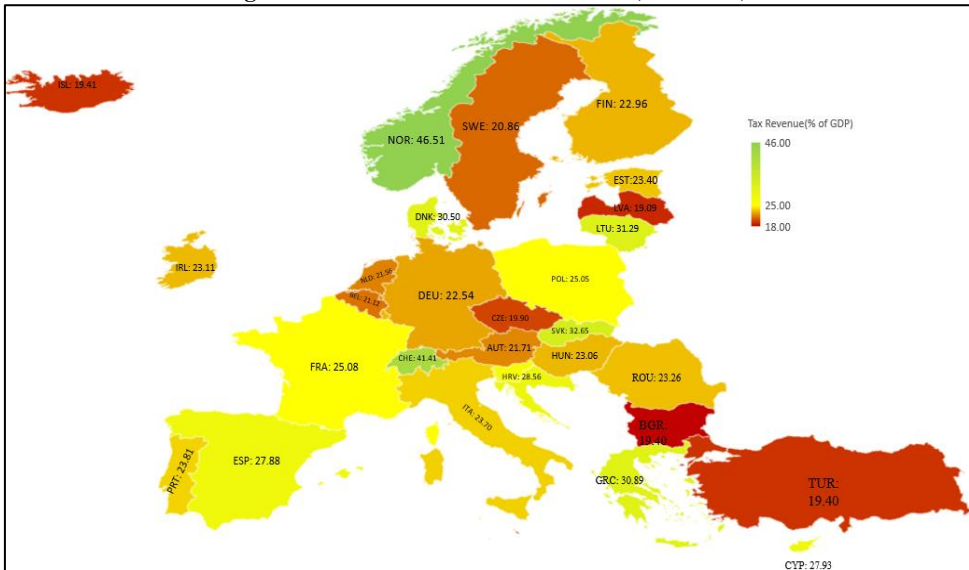 ISL: 19.41
NOR: 46.51
SWE: 20.86
FIN: 22.96
Tax Revenue(% of GDP)
46.00
25.00
18.00
EST:23.40
LVA: 19.09
LTU: 31.29
DNK: 30.50
IRL: 23.11
NLD: 21.56
BEL: 21.12
DEU: 22.54
POL: 25.05
CZE: 19.90
SVK: 32.65
FRA: 25.08
CHE: 41.41
AUT: 21.71
HUN: 23.06
HRV: 28.56
ROU: 23.26
ITA: 23.70
BGR:
19.40
PRT: 23.81
ESP: 27.88
GRC: 30.89
TUR:
19.40
CYP: 27.93